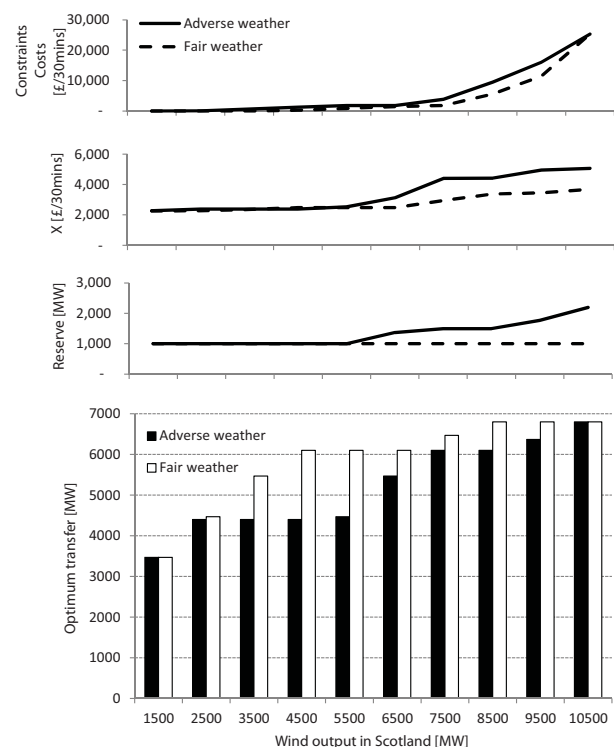 Constraints
Costs
[£/30mins]
30,000
20,000
10,000
-
Adverse weather
Fair weather
X [£/30mins]
6,000
4,000
2,000
-
Reserve [MW]
3,000
2,000
1,000
-
Optimum transfer [MW]
7000
6000
5000
4000
3000
2000
1000
0
Adverse weather
Fair weather
1500 2500 3500 4500 5500 6500 7500 8500 9500 10500
Wind output in Scotland [MW]